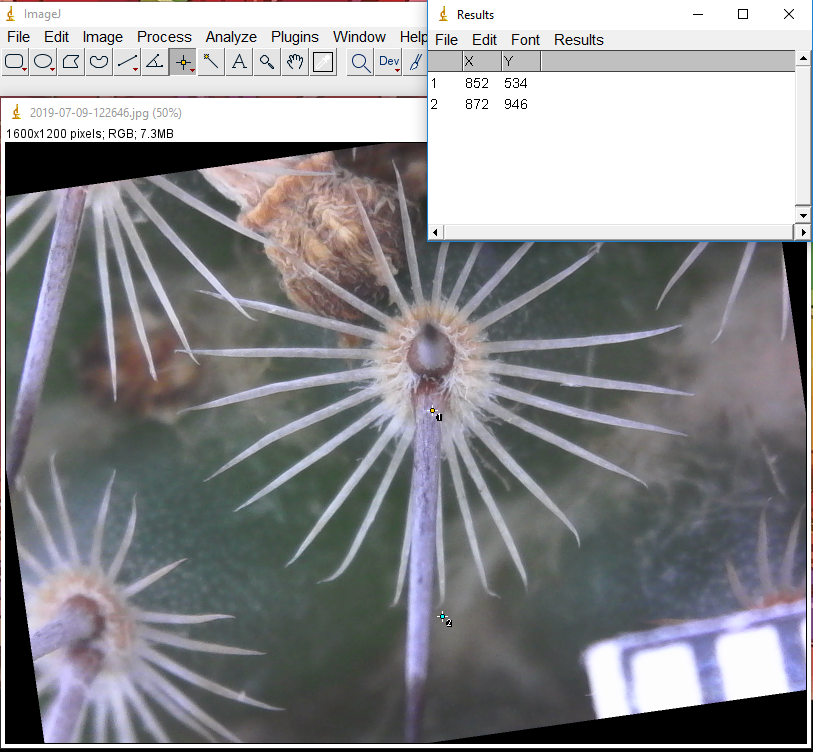 ImageJ
File Edit Image Process Analyze Plugins Window Help
A Dev
2019-07-09-122646.jpg (50%)
1600x1200 pixels; RGB; 7.3MB
1
2
Results
File Edit Font Results
X Y
1 852 534
2 872 946